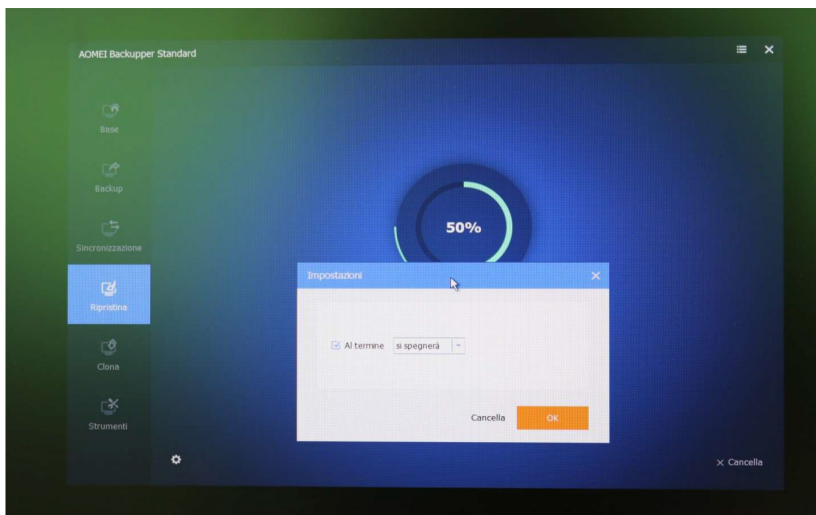 AOMEI Backupper Standard
Base
Backup
Sincronizzazione
Ripristina
Clona
Strumenti
50%
Impostazioni
Al termine si spegnerà
Cancella OK
Cancella